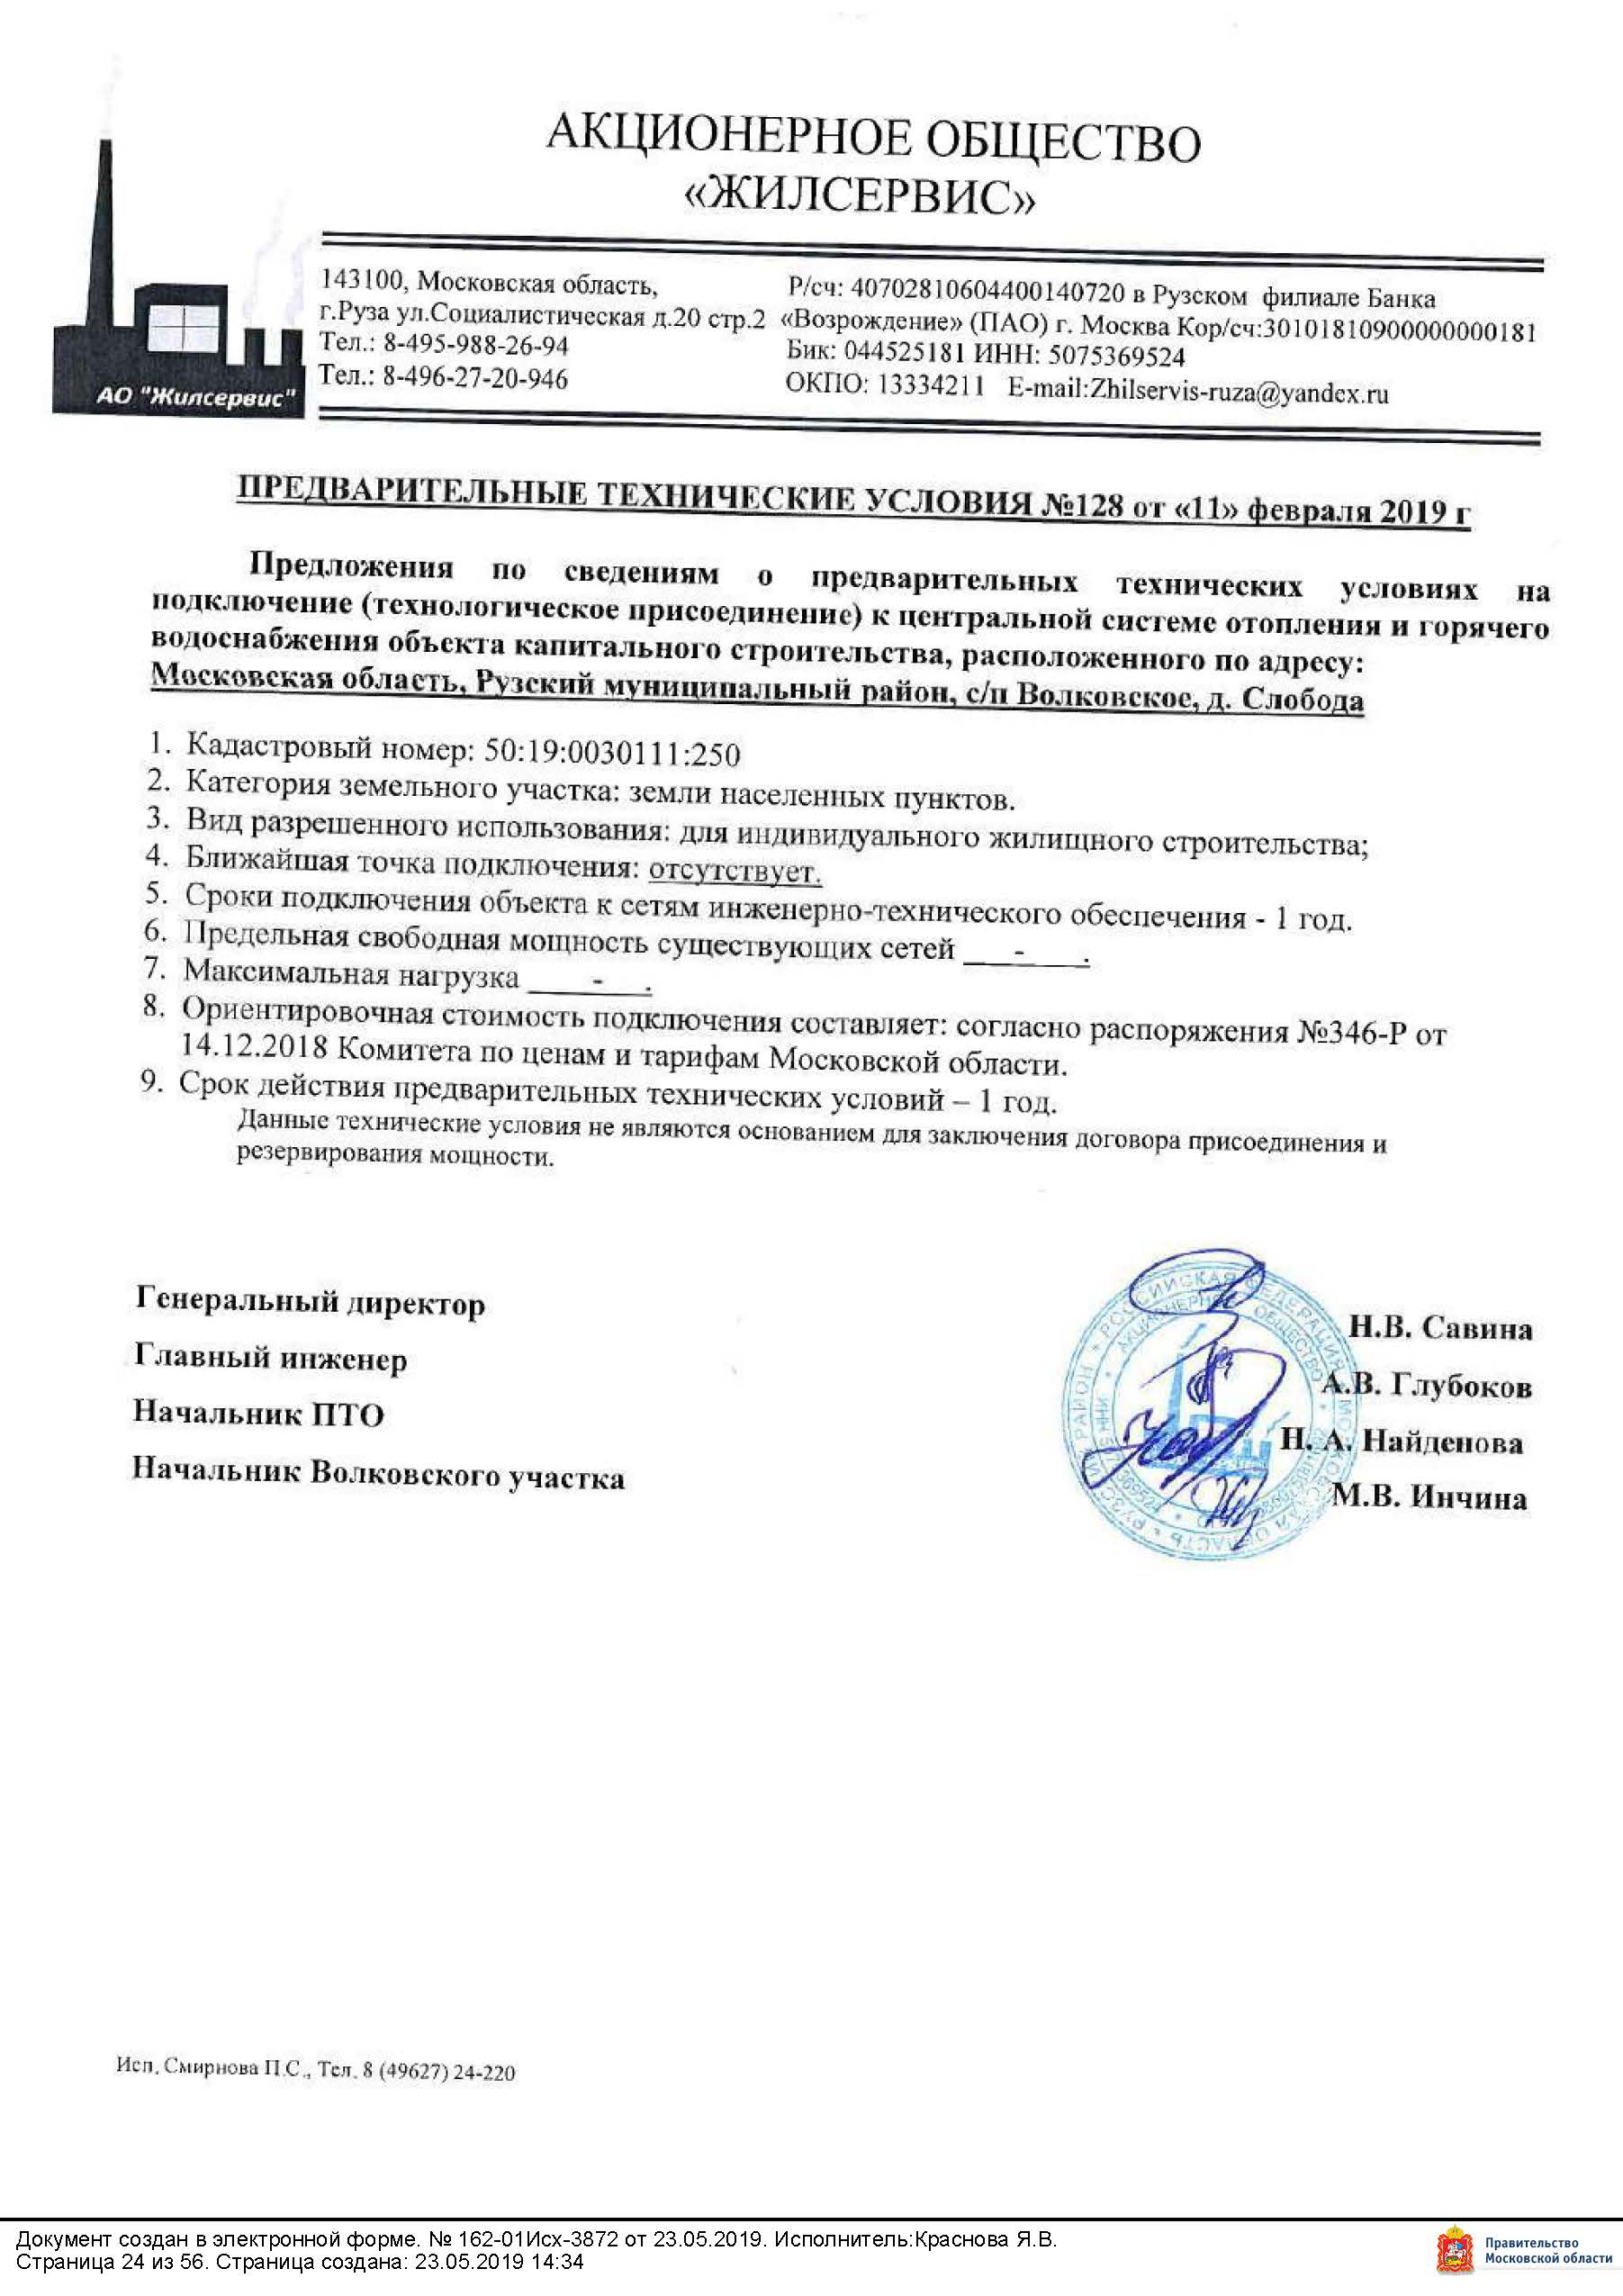 АКЦИОНЕРНОЕ ОБЩЕСТВО
«ЖИЛСЕРВИС»
АО "Жилсервис"
143100, Московская область,
г.Руза ул.Социалистическая д.20 стр.2
Тел.: 8-495-988-26-94
Тел.: 8-496-27-20-946
Р/сч: 40702810604400140720 в Рузском филиале Банка
«Возрождение» (ПАО) г. Москва Кор/сч:30101810900000000181
Бик: 044525181 ИНН: 5075369524
ОКПО: 13334211 E-mail:Zhilservis-ruza@yandex.ru
ПРЕДВАРИТЕЛЬНЫЕ ТЕХНИЧЕСКИЕ УСЛОВИЯ №128 от «11» февраля 2019 г
Предложения по сведениям о предварительных технических условиях на
подключение (технологическое присоединение) к центральной системе отопления и горячего
водоснабжения объекта капитального строительства, расположенного по адресу:
Московская область, Рузский муниципальный район, с/п Волковское, д. Слобода
1. Кадастровый номер: 50:19:0030111:250
2. Категория земельного участка: земли населенных пунктов.
3. Вид разрешенного использования: для индивидуального жилищного строительства;
4. Ближайшая точка подключения: отсутствует.
5. Сроки подключения объекта к сетям инженерно-технического обеспечения - 1 год.
6. Предельная свободная мощность существующих сетей ___-____.
7. Максимальная нагрузка ____-___.
8. Ориентировочная стоимость подключения составляет: согласно распоряжения №346-Р от
14.12.2018 Комитета по ценам и тарифам Московской области.
9. Срок действия предварительных технических условий – 1 год.
Данные технические условия не являются основанием для заключения договора присоединения и
резервирования мощности.
Генеральный директор Н.В. Савина
Главный инженер А.В. Глубоков
Начальник ПТО Н. А. Найденова
Начальник Волковского участка М.В. Инчина
Исп. Смирнова П.С., Тел. 8 (49627) 24-220
Документ создан в электронной форме. № 162-01Исх-3872 от 23.05.2019. Исполнитель:Краснова Я.В.
Страница 24 из 56. Страница создана: 23.05.2019 14:34
Правительство
Московской области